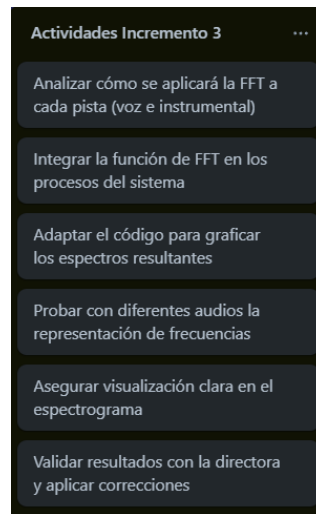 Actividades Incremento 3 ...
Analizar cómo se aplicará la FFT a
cada pista (voz e instrumental)
Integrar la función de FFT en los
procesos del sistema
Adaptar el código para graficar
los espectros resultantes
Probar con diferentes audios la
representación de frecuencias
Asegurar visualización clara en el
espectrograma
Validar resultados con la directora
y aplicar correcciones